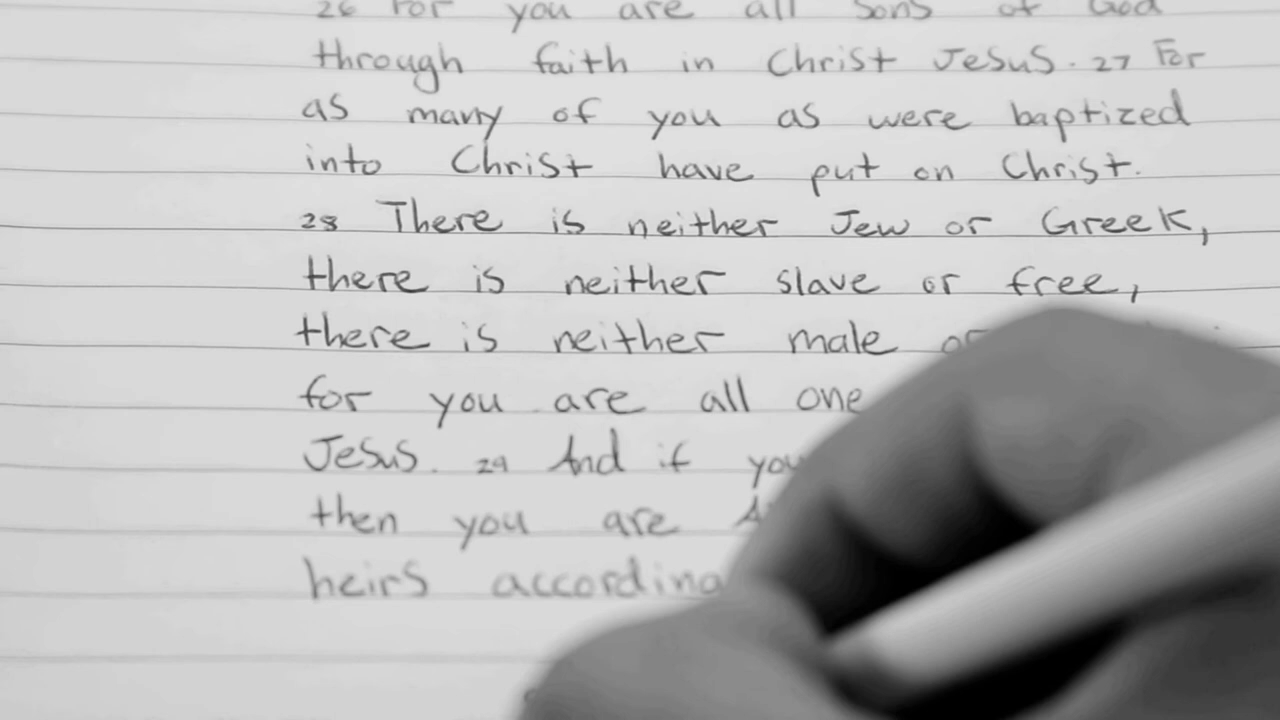 26 For you are all sons of God
through faith in Christ Jesus. 27 For
as many of you as were baptized
into Christ have put on Christ.
28 There is neither Jew or Greek,
there is neither slave or free,
there is neither male or
for you are all one
Jesus. 29 And if you
then you are
heirs according